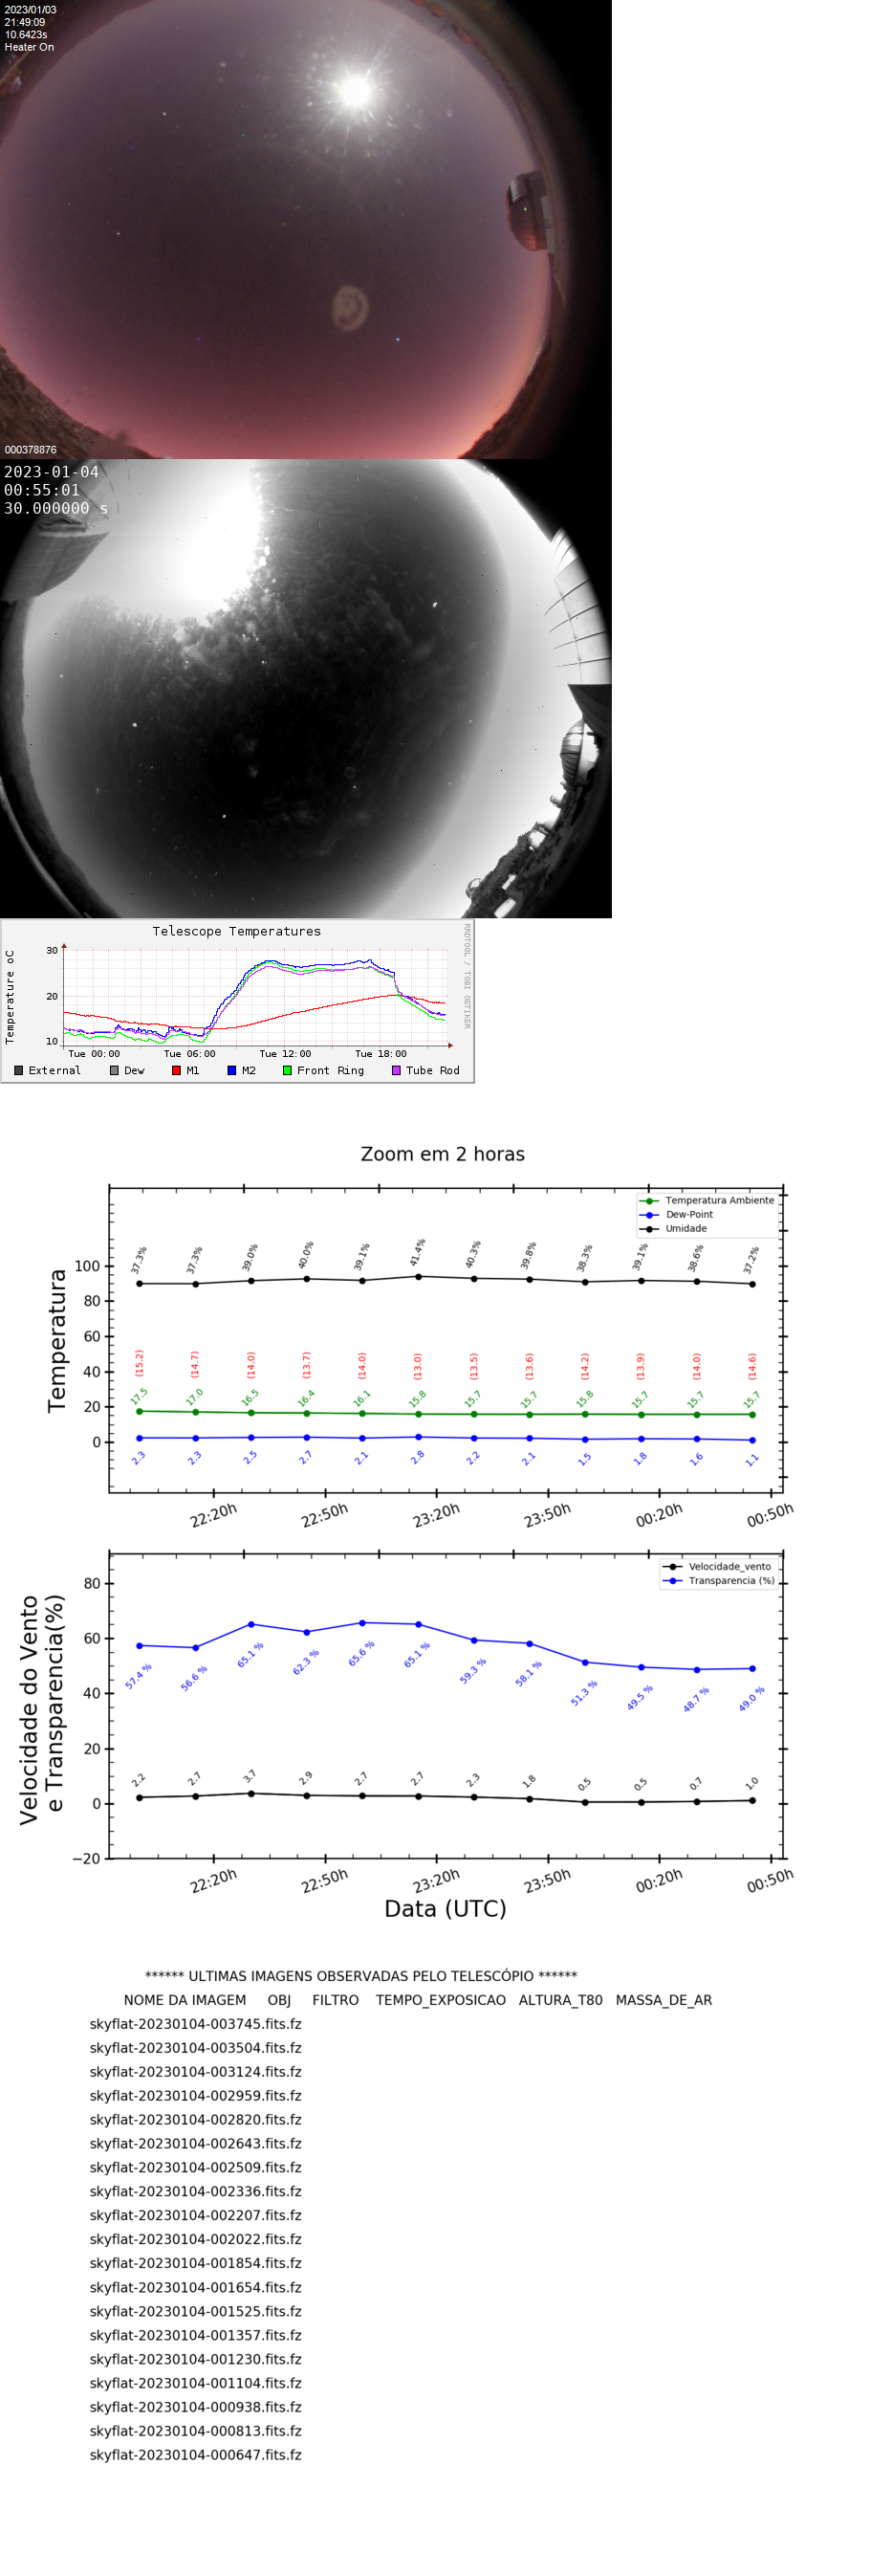 2023/01/03
21:49:09
10.6423s
Heater On
000378876
2023-01-04
00:55:01
30.000000 s
Telescope Temperatures
RRDTOOL / TOBI OETIKER
Temperature oC
30
20
10
Tue 00:00 Tue 06:00 Tue 12:00 Tue 18:00
External Dew M1 M2 Front Ring Tube Rod
Zoom em 2 horas
Temperatura Ambiente
Dew-Point
Umidade
Temperatura
100
80
60
40
20
0
37.3% 37.3% 39.0% 40.0% 39.1% 41.4% 40.3% 39.8% 38.3% 39.1% 38.6% 37.2%
(15.2) (14.7) (14.0) (13.7) (14.0) (13.0) (13.5) (13.6) (14.2) (13.9) (14.0) (14.6)
17.5 17.0 16.5 16.4 16.1 15.8 15.7 15.7 15.8 15.7 15.7 15.7
2.3 2.3 2.5 2.7 2.1 2.8 2.2 2.1 1.5 1.8 1.6 1.1
22:20h 22:50h 23:20h 23:50h 00:20h 00:50h
Velocidade_vento
Transparencia (%)
Velocidade do Vento
e Transparencia(%)
80
60
40
20
0
−20
57.4 % 56.6 % 65.1 % 62.3 % 65.6 % 65.1 % 59.3 % 58.1 % 51.3 % 49.5 % 48.7 % 49.0 %
2.2 2.7 3.7 2.9 2.7 2.7 2.3 1.8 0.5 0.5 0.7 1.0
22:20h 22:50h 23:20h 23:50h 00:20h 00:50h
Data (UTC)
****** ULTIMAS IMAGENS OBSERVADAS PELO TELESCÓPIO ******
NOME DA IMAGEM OBJ FILTRO TEMPO_EXPOSICAO ALTURA_T80 MASSA_DE_AR
skyflat-20230104-003745.fits.fz
skyflat-20230104-003504.fits.fz
skyflat-20230104-003124.fits.fz
skyflat-20230104-002959.fits.fz
skyflat-20230104-002820.fits.fz
skyflat-20230104-002643.fits.fz
skyflat-20230104-002509.fits.fz
skyflat-20230104-002336.fits.fz
skyflat-20230104-002207.fits.fz
skyflat-20230104-002022.fits.fz
skyflat-20230104-001854.fits.fz
skyflat-20230104-001654.fits.fz
skyflat-20230104-001525.fits.fz
skyflat-20230104-001357.fits.fz
skyflat-20230104-001230.fits.fz
skyflat-20230104-001104.fits.fz
skyflat-20230104-000938.fits.fz
skyflat-20230104-000813.fits.fz
skyflat-20230104-000647.fits.fz